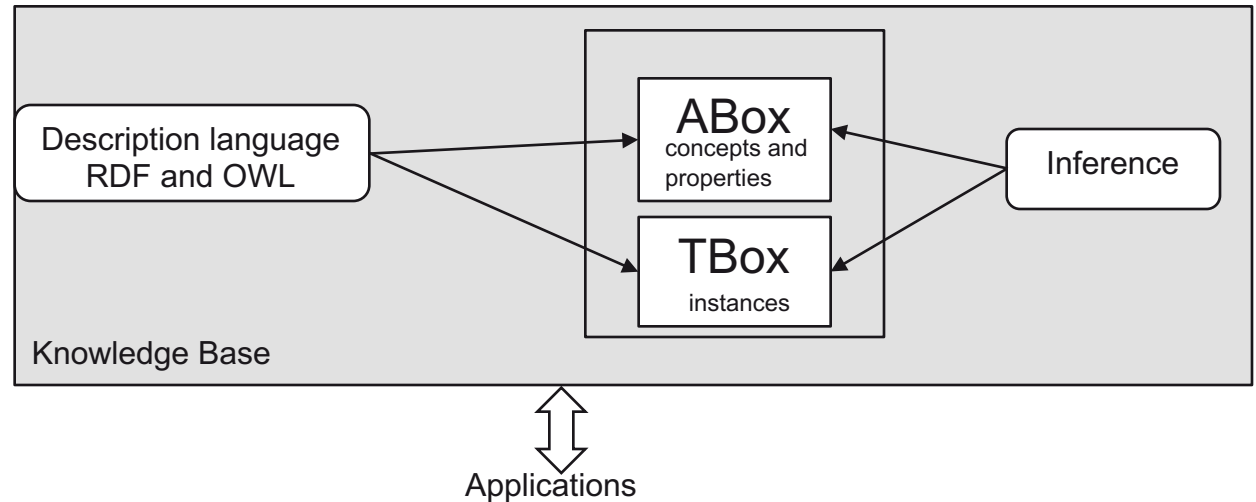 Description language
RDF and OWL
ABox
concepts and
properties
TBox
instances
Inference
Knowledge Base
Applications